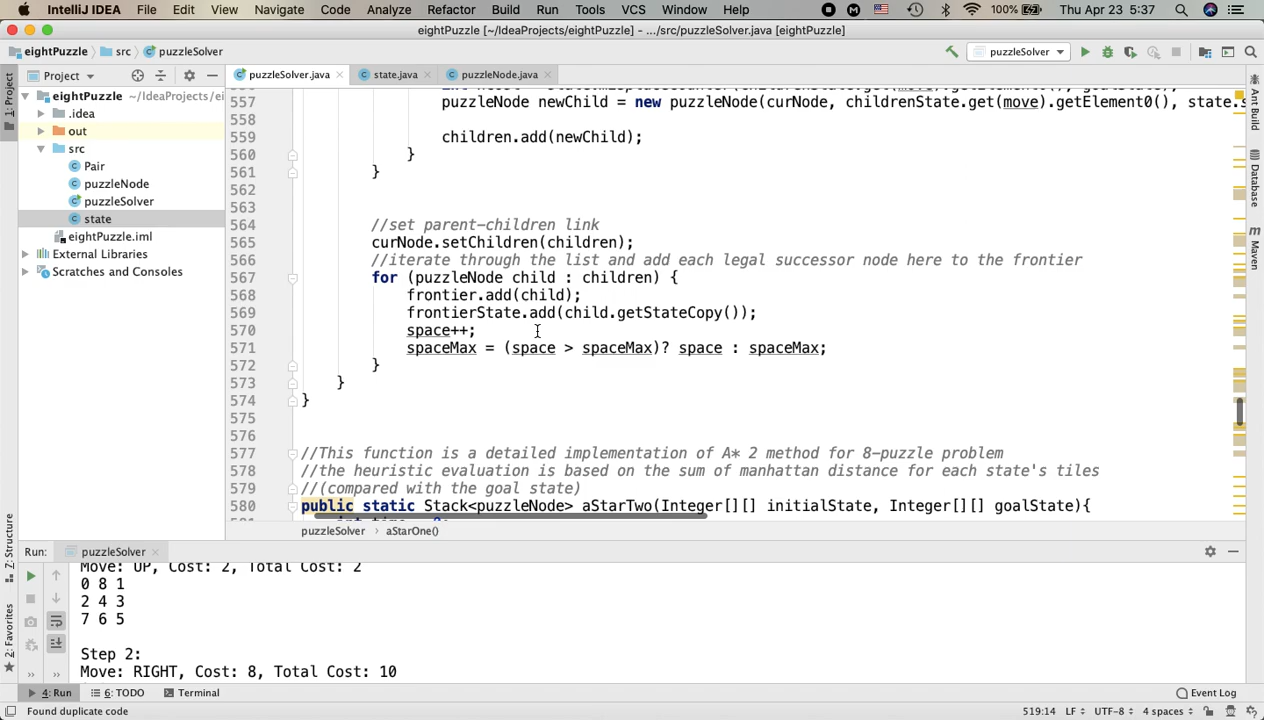 IntelliJ IDEA File Edit View Navigate Code Analyze Refactor Build Run Tools VCS Window Help 100% Thu Apr 23 5:37
eightPuzzle [~/IdeaProjects/eightPuzzle] - .../src/puzzleSolver.java [eightPuzzle]
eightPuzzle src puzzleSolver puzzleSolver
Project puzzleSolver.java state.java puzzleNode.java
1: Project
eightPuzzle ~/IdeaProjects/ei
.idea
out
src
Pair
puzzleNode
puzzleSolver
state
eightPuzzle.iml
External Libraries
Scratches and Consoles
557 puzzleNode newChild = new puzzleNode(curNode, childrenState.get(move).getElement0(), state.s
558
559 children.add(newChild);
560 }
561 }
562
563
564 //set parent-children link
565 curNode.setChildren(children);
566 //iterate through the list and add each legal successor node here to the frontier
567 for (puzzleNode child : children) {
568 frontier.add(child);
569 frontierState.add(child.getStateCopy());
570 space++;
571 spaceMax = (space > spaceMax)? space : spaceMax;
572 }
573 }
574 }
575
576
577 //This function is a detailed implementation of A* 2 method for 8-puzzle problem
578 //the heuristic evaluation is based on the sum of manhattan distance for each state's tiles
579 //(compared with the goal state)
580 public static Stack<puzzleNode> aStarTwo(Integer[][] initialState, Integer[][] goalState){
puzzleSolver aStarOne()
Ant Build
Database
Maven
Z: Structure
2: Favorites
Run: puzzleSolver
Move: UP, Cost: 2, Total Cost: 2
0 8 1
2 4 3
7 6 5
Step 2:
Move: RIGHT, Cost: 8, Total Cost: 10
4: Run 6: TODO Terminal Event Log
Found duplicate code 519:14 LF UTF-8 4 spaces